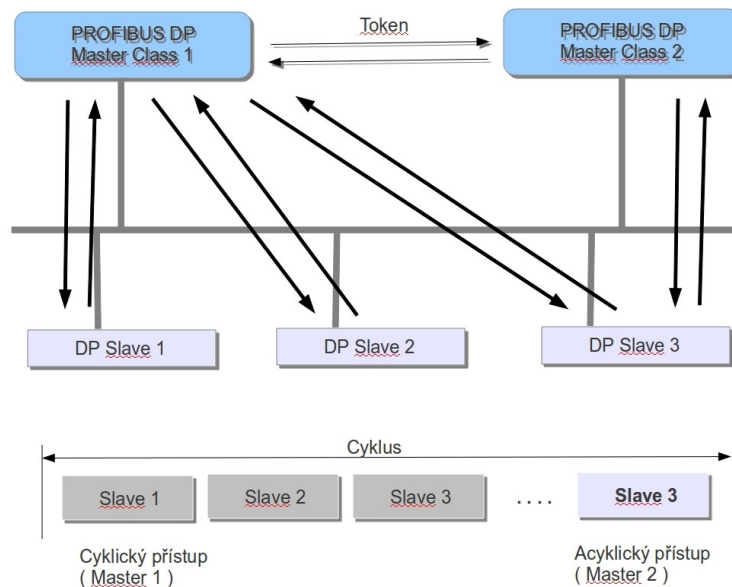 PROFIBUS DP
Master Class 1
Token
PROFIBUS DP
Master Class 2
DP Slave 1
DP Slave 2
DP Slave 3
Cyklus
Slave 1
Slave 2
Slave 3
....
Slave 3
Cyklický přístup
( Master 1 )
Acyklický přístup
( Master 2 )